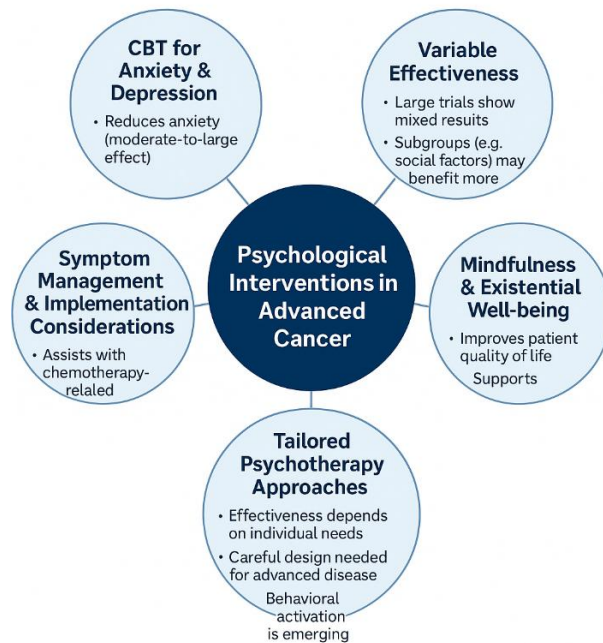 CBT for
Anxiety &
Depression
• Reduces anxiety
(moderate-to-large
effect)
Variable
Effectiveness
• Large trials show
mixed resuits
• Subgroups (e.g.
social factors) may
benefit more
Psychological
Interventions in
Advanced
Cancer
Symptom
Management
& Implementation
Considerations
• Assists with
chemotherapy-
relaled
Mindfulness
& Existential
Well-being
• Improves patient
quality of life
Supports
Tailored
Psychotherapy
Approaches
• Effectiveness depends
on individual needs
• Careful design needed
for advanced disease
Behavioral
activation
is emerging